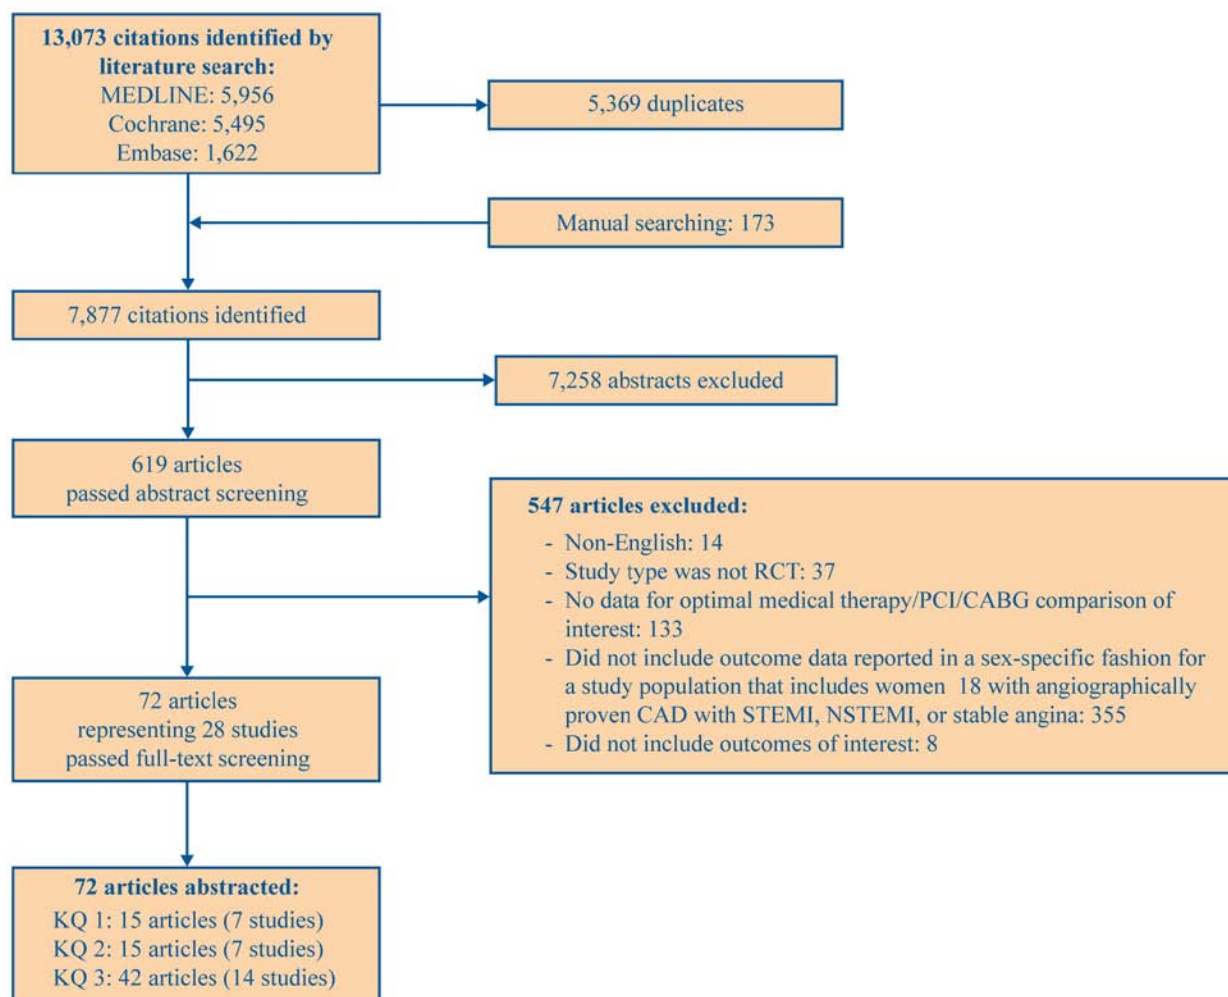 13,073 citations identified by
literature search:
MEDLINE: 5,956
Cochrane: 5,495
Embase: 1,622
5,369 duplicates
Manual searching: 173
7,877 citations identified
7,258 abstracts excluded
619 articles
passed abstract screening
547 articles excluded:
- Non-English: 14
- Study type was not RCT: 37
- No data for optimal medical therapy/PCI/CABG comparison of
interest: 133
- Did not include outcome data reported in a sex-specific fashion for
a study population that includes women 18 with angiographically
proven CAD with STEMI, NSTEMI, or stable angina: 355
- Did not include outcomes of interest: 8
72 articles
representing 28 studies
passed full-text screening
72 articles abstracted:
KQ 1: 15 articles (7 studies)
KQ 2: 15 articles (7 studies)
KQ 3: 42 articles (14 studies)